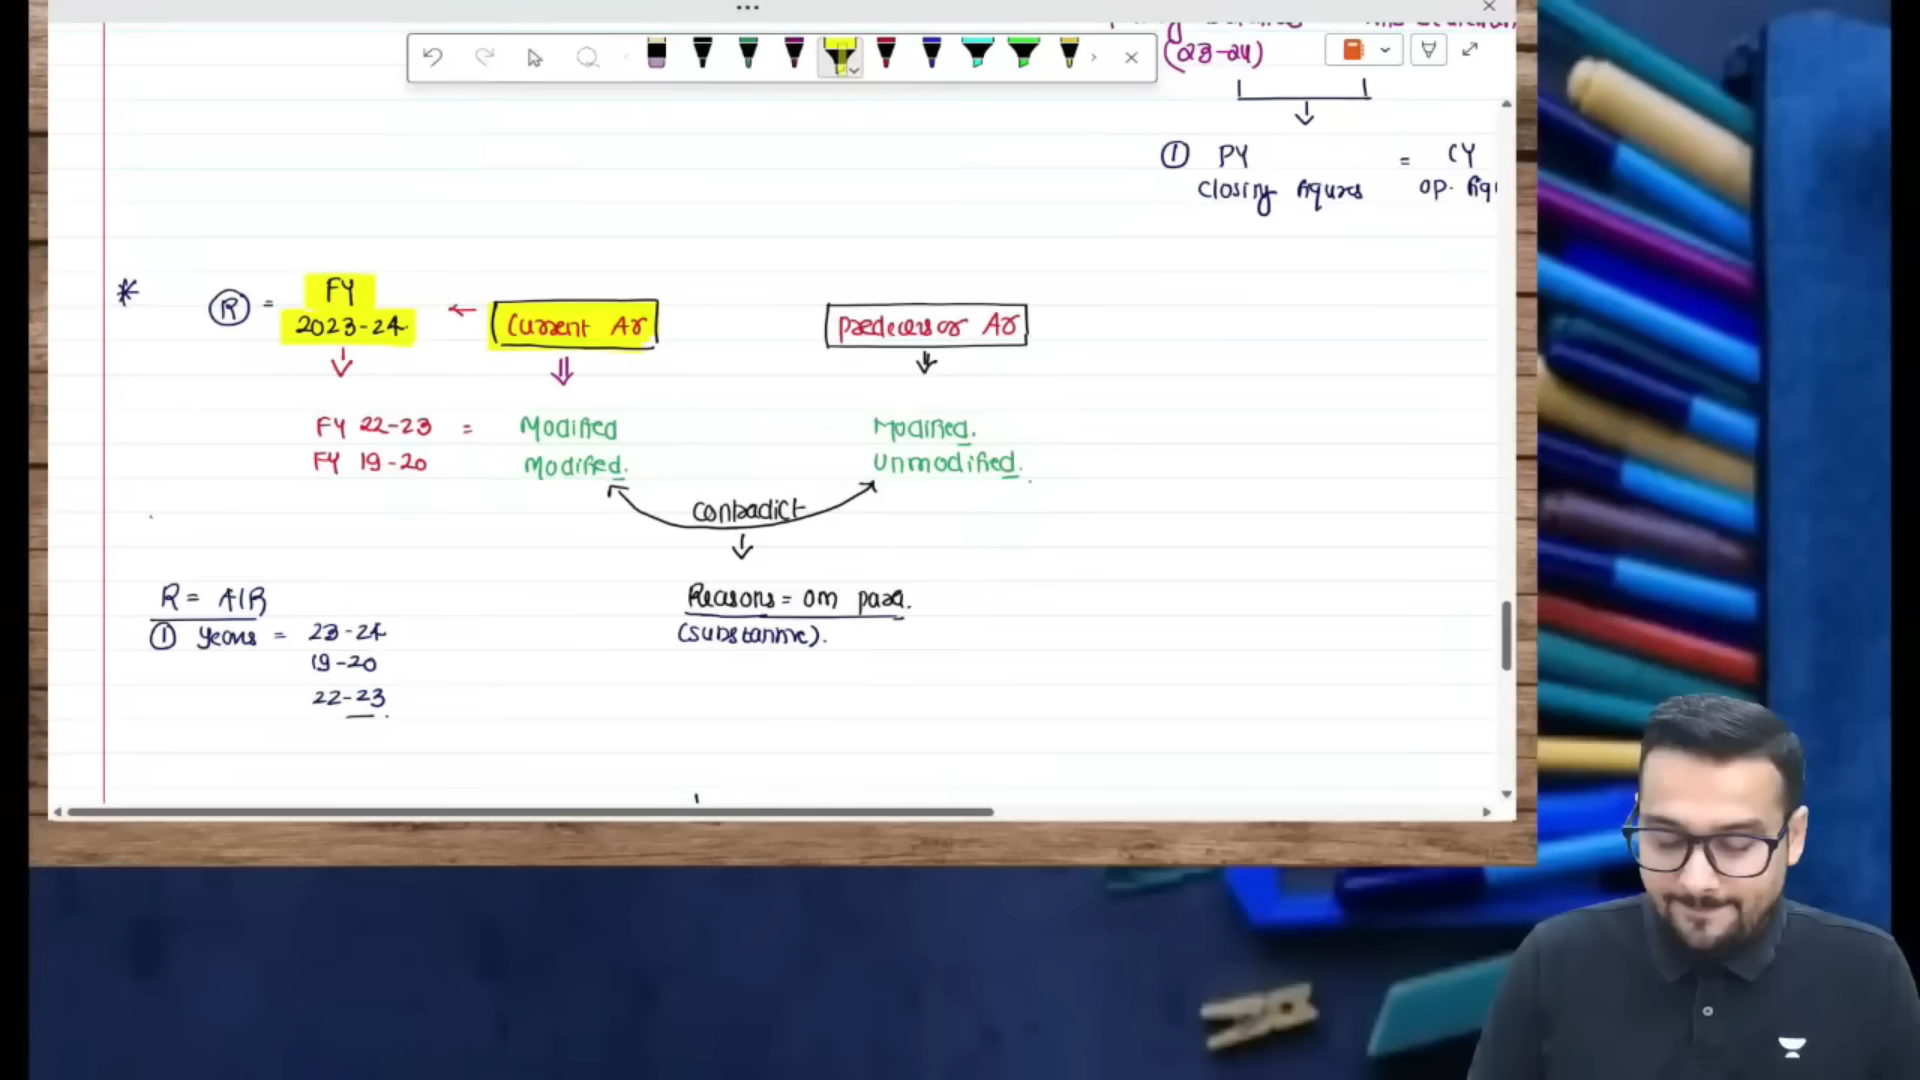 (23-24)
① PY = CY
Closing figures op.
* Ⓡ = FY 2023-24 ← Current Ar Predecessor Ar
FY 22-23 = Modified Modified.
FY 19-20 Modified. Unmodified.
Contradict
R = AIR
Reasons = Om para.
① years = 23-24 (substantive).
19-20
22-23